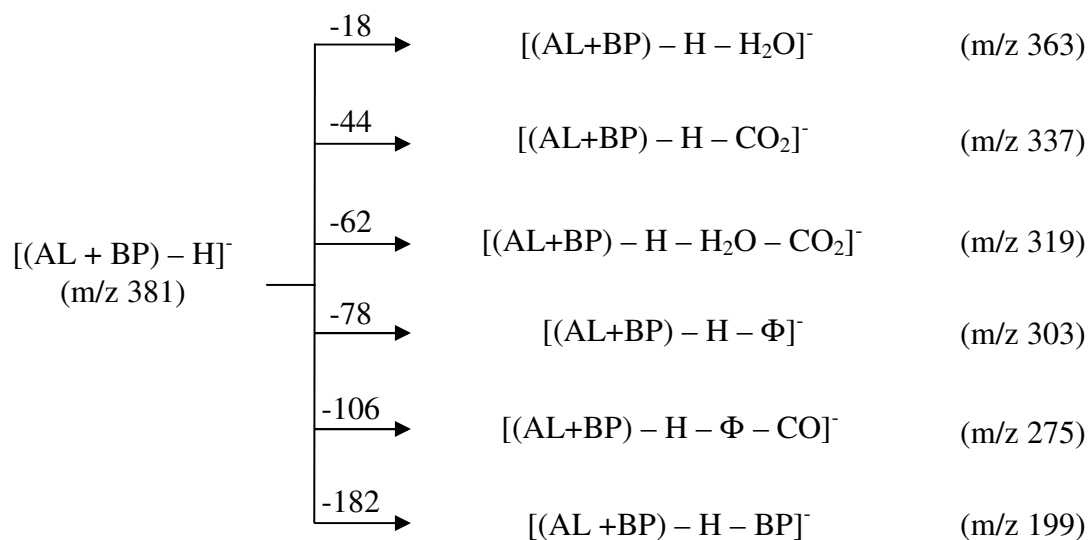 -18 [(AL+BP) – H – H₂O]⁻ (m/z 363)
-44 [(AL+BP) – H – CO₂]⁻ (m/z 337)
-62 [(AL+BP) – H – H₂O – CO₂]⁻ (m/z 319)
[(AL + BP) – H]⁻
(m/z 381)
-78 [(AL+BP) – H – Φ]⁻ (m/z 303)
-106 [(AL+BP) – H – Φ – CO]⁻ (m/z 275)
-182 [(AL +BP) – H – BP]⁻ (m/z 199)